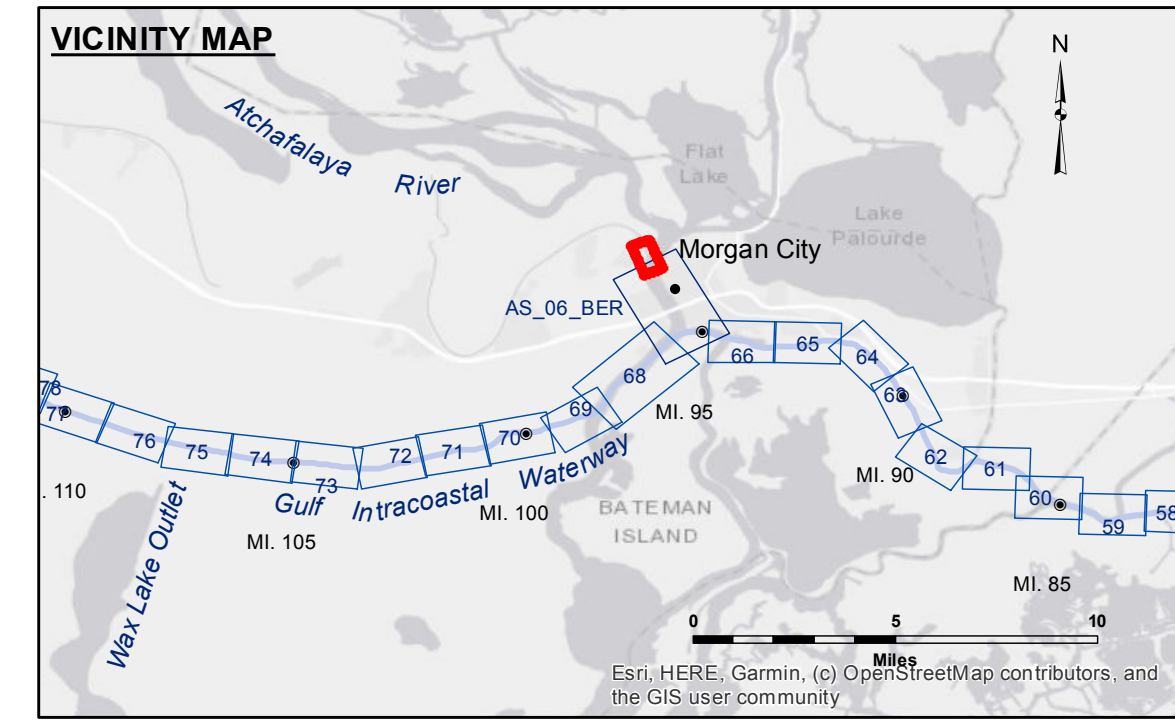 VICINITY MAP
N
Atchafalaya
River
Flat
Lake
Lake
Palourde
Morgan City
AS_06_BER
66
65
64
63
62
61
60
59
58
68
69
70
71
72
73
74
75
76
77
78
MI. 95
MI. 90
MI. 85
MI. 100
MI. 105
. 110
Gulf Intracoastal Waterway
Wax Lake Outlet
BATEMAN
ISLAND
0 5 10
Miles
Esri, HERE, Garmin, (c) OpenStreetMap contributors, and
the GIS user community